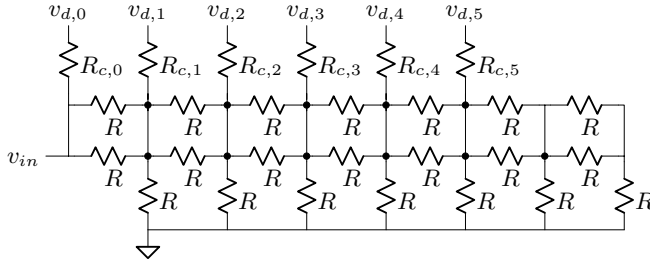 v_{d,0} v_{d,1} v_{d,2} v_{d,3} v_{d,4} v_{d,5}
R_{c,0} R_{c,1} R_{c,2} R_{c,3} R_{c,4} R_{c,5}
R R R R R R R
v_{in}
R R R R R R R
R R R R R R R